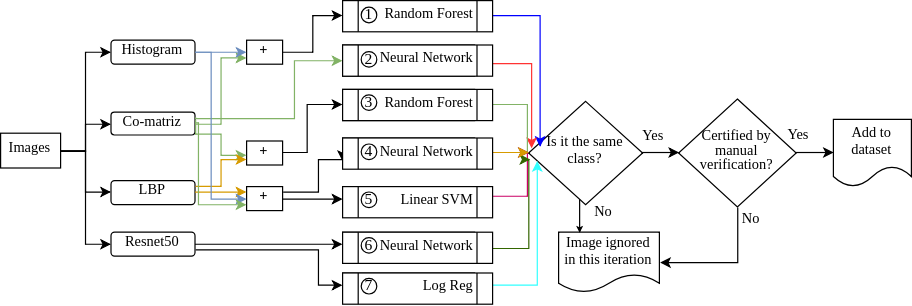 Images
Histogram
Co-matriz
LBP
Resnet50
+
+
+
1 Random Forest
2 Neural Network
3 Random Forest
4 Neural Network
5 Linear SVM
6 Neural Network
7 Log Reg
Is it the same
class?
Yes
No
Image ignored
in this iteration
Certified by
manual
verification?
Yes
No
Add to
dataset